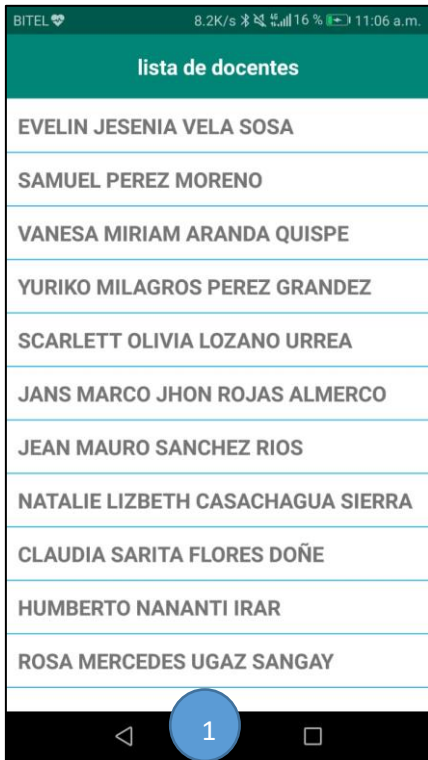 BITEL 8.2K/s 16 % 11:06 a.m.
lista de docentes
EVELIN JESENIA VELA SOSA
SAMUEL PEREZ MORENO
VANESA MIRIAM ARANDA QUISPE
YURIKO MILAGROS PEREZ GRANDEZ
SCARLETT OLIVIA LOZANO URREA
JANS MARCO JHON ROJAS ALMERCO
JEAN MAURO SANCHEZ RIOS
NATALIE LIZBETH CASACHAGUA SIERRA
CLAUDIA SARITA FLORES DOÑE
HUMBERTO NANANTI IRAR
ROSA MERCEDES UGAZ SANGAY
1